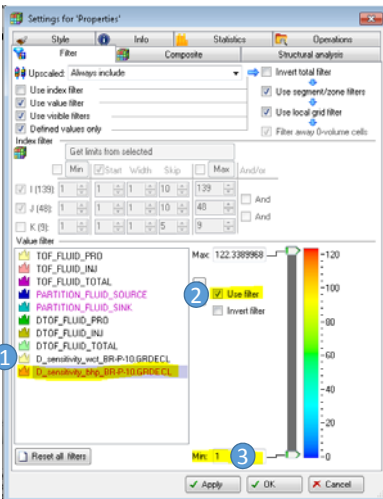 Settings for 'Properties'
Style Info Statistics Operations
Filter Composite Structural analysis
Upscaled: Always include
Invert total filter
Use index filter
Use segment/zone filters
Use value filter
Use visible filters
Use local grid filter
Defined values only
Filter away 0-volume cells
Index filter
Get limits from selected
Min Start Width Skip Max And/or
I (139): 1 1 10 139
And
J (48): 1 1 10 48
And
K (9): 1 1 5 9
Value filter
TOF_FLUID_PRO
TOF_FLUID_INJ
TOF_FLUID_TOTAL
PARTITION_FLUID_SOURCE
PARTITION_FLUID_SINK
DTOF_FLUID_PRO
DTOF_FLUID_INJ
DTOF_FLUID_TOTAL
1 D_sensitivity_wct_BR-P-10.GRDECL
D_sensitivity_bhp_BR-P-10.GRDECL
Max: 122.3389968
2 Use filter
Invert filter
120
100
80
60
40
20
0
Reset all filters
Min: 1 3
Apply OK Cancel